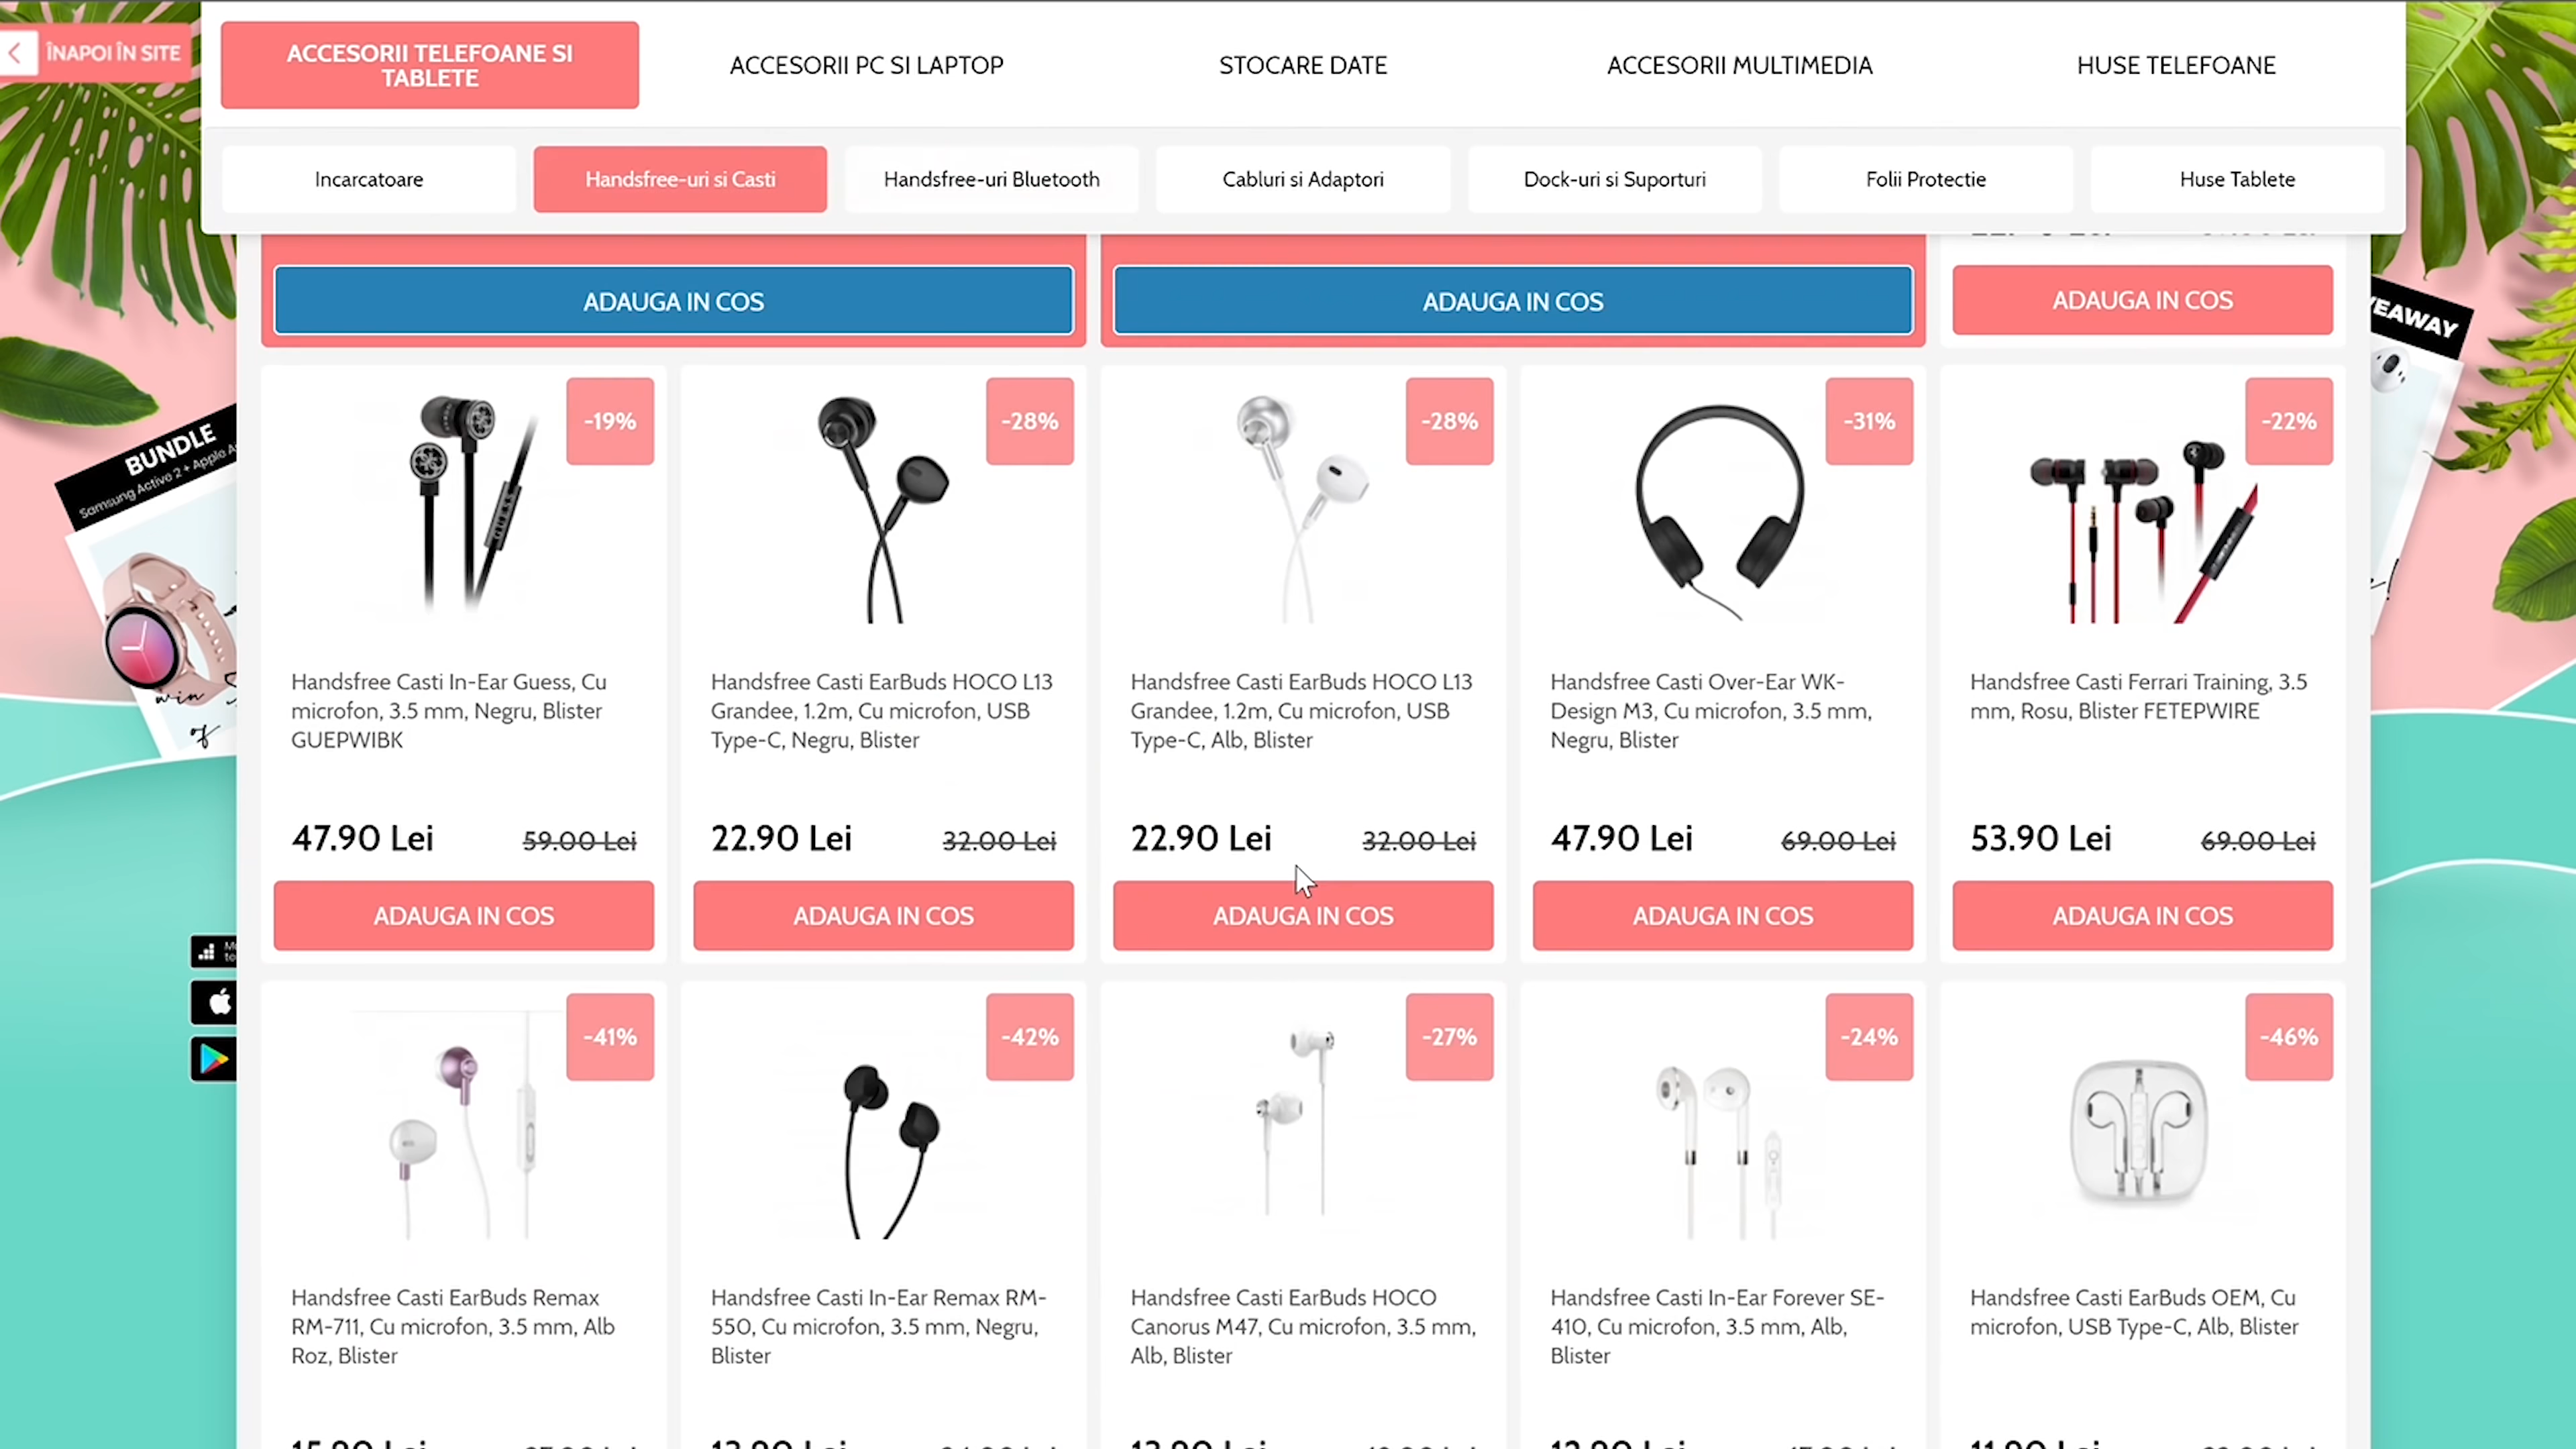 ÎNAPOI ÎN SITE
ACCESORII TELEFOANE SI
TABLETE
ACCESORII PC SI LAPTOP
STOCARE DATE
ACCESORII MULTIMEDIA
HUSE TELEFOANE
Incarcatoare
Handsfree-uri si Casti
Handsfree-uri Bluetooth
Cabluri si Adaptori
Dock-uri si Suporturi
Folii Protectie
Huse Tablete
ADAUGA IN COS
ADAUGA IN COS
ADAUGA IN COS
BUNDLE
Samsung Active 2 + Apple
win
of
-19%
Handsfree Casti In-Ear Guess, Cu
microfon, 3.5 mm, Negru, Blister
GUEPWIBK
47.90 Lei
59.00 Lei
ADAUGA IN COS
-28%
Handsfree Casti EarBuds HOCO L13
Grandee, 1.2m, Cu microfon, USB
Type-C, Negru, Blister
22.90 Lei
32.00 Lei
ADAUGA IN COS
-28%
Handsfree Casti EarBuds HOCO L13
Grandee, 1.2m, Cu microfon, USB
Type-C, Alb, Blister
22.90 Lei
32.00 Lei
ADAUGA IN COS
-31%
Handsfree Casti Over-Ear WK-
Design M3, Cu microfon, 3.5 mm,
Negru, Blister
47.90 Lei
69.00 Lei
ADAUGA IN COS
-22%
Handsfree Casti Ferrari Training, 3.5
mm, Rosu, Blister FETEPWIRE
53.90 Lei
69.00 Lei
ADAUGA IN COS
-41%
Handsfree Casti EarBuds Remax
RM-711, Cu microfon, 3.5 mm, Alb
Roz, Blister
-42%
Handsfree Casti In-Ear Remax RM-
550, Cu microfon, 3.5 mm, Negru,
Blister
-27%
Handsfree Casti EarBuds HOCO
Canorus M47, Cu microfon, 3.5 mm,
Alb, Blister
-24%
Handsfree Casti In-Ear Forever SE-
410, Cu microfon, 3.5 mm, Alb,
Blister
-46%
Handsfree Casti EarBuds OEM, Cu
microfon, USB Type-C, Alb, Blister